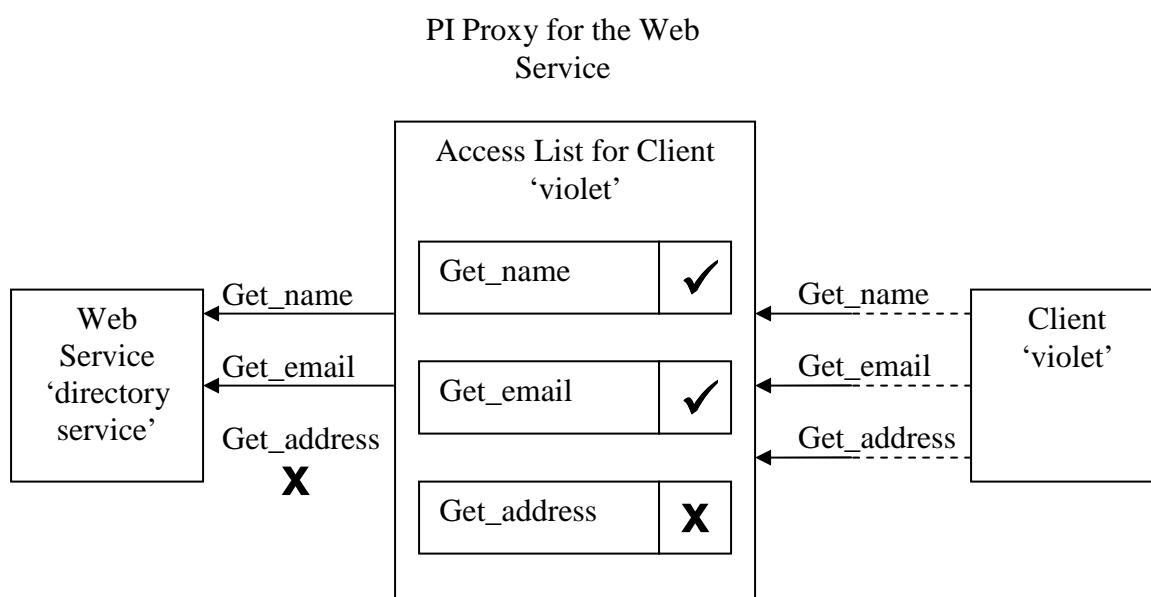 PI Proxy for the Web
Service
Access List for Client
‘violet’
Get_name
Get_email
Get_address
Web
Service
‘directory
service’
Get_name
Get_email
Get_address
X
✓
✓
X
Get_name
Get_email
Get_address
Client
‘violet’